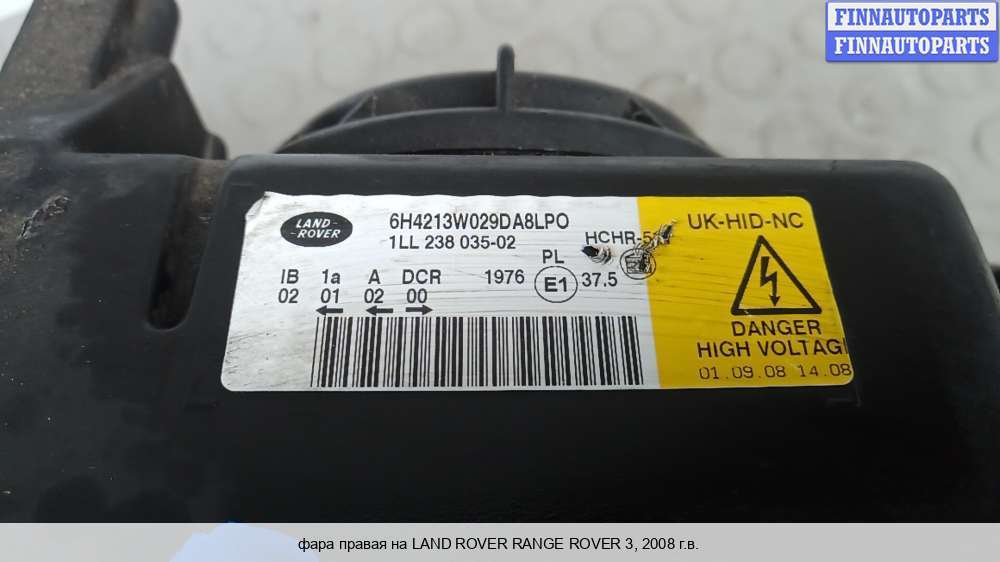 FINNAUTOPARTS
FINNAUTOPARTS
LAND-
-ROVER
6H4213W029DA8LPO
1LL 238 035-02
UK-HID-NC
IB 1a A DCR 1976 PL E1 37.5
02 01 02 00
DANGER
HIGH VOLTAG
01.09.08 14.08
фара правая на LAND ROVER RANGE ROVER 3, 2008 г.в.